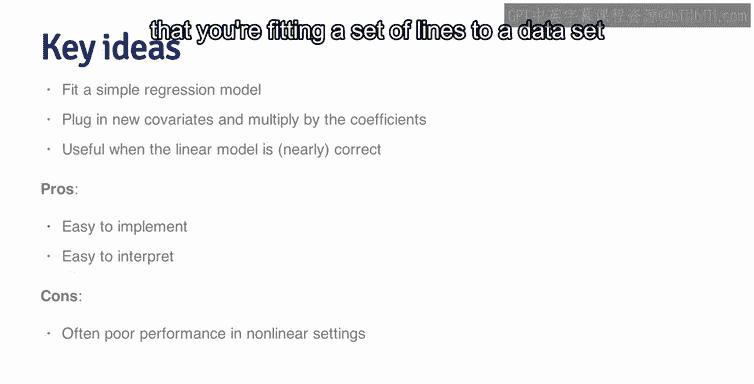 that you're fitting a set of lines to a data set
Key ideas
• Fit a simple regression model
• Plug in new covariates and multiply by the coefficients
• Useful when the linear model is (nearly) correct
Pros:
• Easy to implement
• Easy to interpret
Cons:
• Often poor performance in nonlinear settings